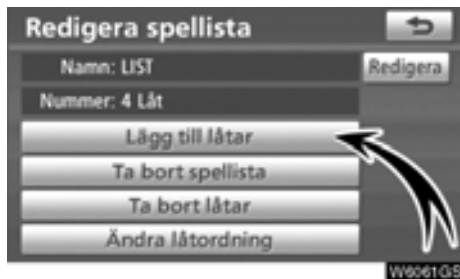 Redigera spellista
Namn: LIST
Redigera
Nummer: 4 Låt
Lägg till låtar
Ta bort spellista
Ta bort låtar
Ändra låtordning
W6061GS